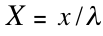 X = x/λ